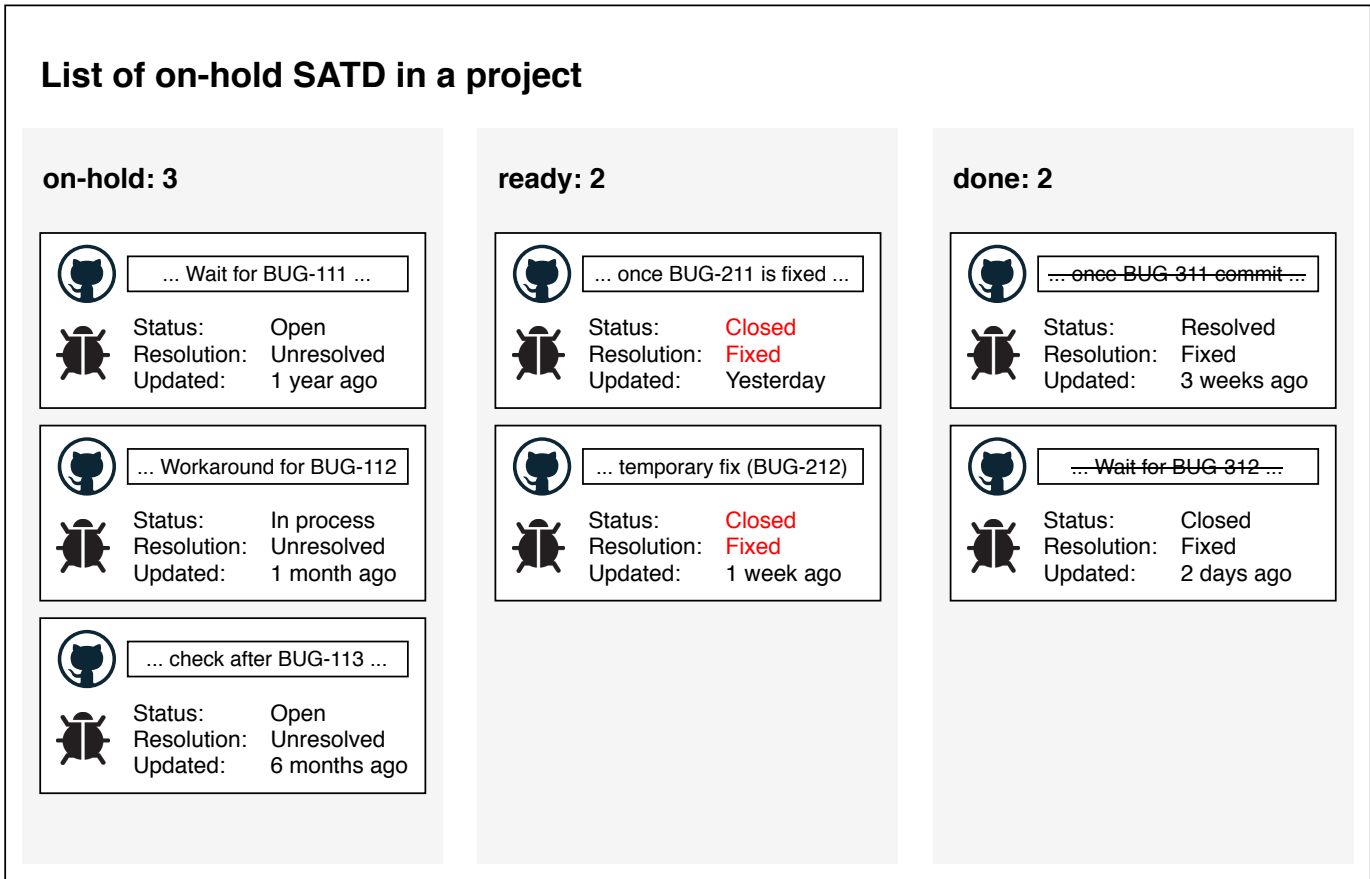 List of on-hold SATD in a project
on-hold: 3
... Wait for BUG-111 ...
Status: Open
Resolution: Unresolved
Updated: 1 year ago
... Workaround for BUG-112
Status: In process
Resolution: Unresolved
Updated: 1 month ago
... check after BUG-113 ...
Status: Open
Resolution: Unresolved
Updated: 6 months ago
ready: 2
... once BUG-211 is fixed ...
Status: Closed
Resolution: Fixed
Updated: Yesterday
... temporary fix (BUG-212)
Status: Closed
Resolution: Fixed
Updated: 1 week ago
done: 2
... once BUG-311 commit ...
Status: Resolved
Resolution: Fixed
Updated: 3 weeks ago
... Wait for BUG-312 ...
Status: Closed
Resolution: Fixed
Updated: 2 days ago